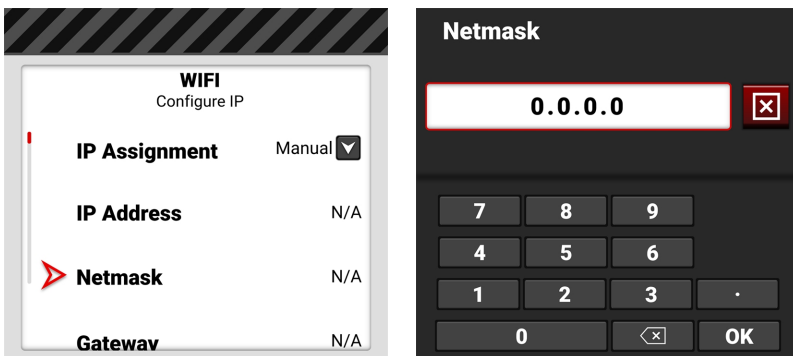 WIFI
Configure IP
IP Assignment Manual
IP Address N/A
Netmask N/A
Gateway N/A
Netmask
0.0.0.0
7 8 9
4 5 6
1 2 3 .
0 OK